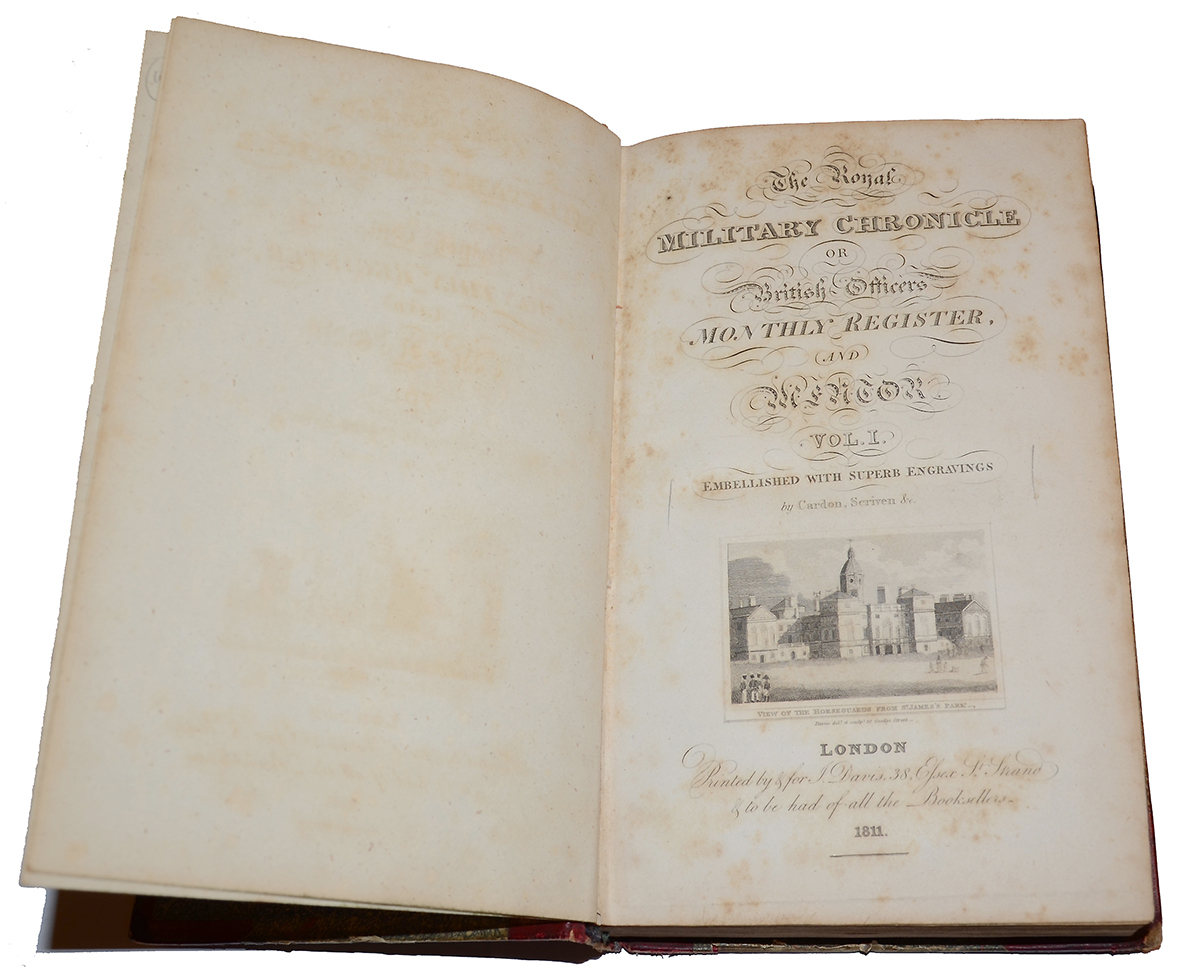 The Royal
MILITARY CHRONICLE
OR
British Officers
MONTHLY REGISTER,
AND
MENTOR.
VOL. I.
EMBELLISHED WITH SUPERB ENGRAVINGS
by Cardon, Scriven &c.
VIEW OF THE HORSEGUARDS FROM ST. JAMES'S PARK.
LONDON
Printed by & for J. Davis, 38, Essex St. Strand
& to be had of all the Booksellers
1811.